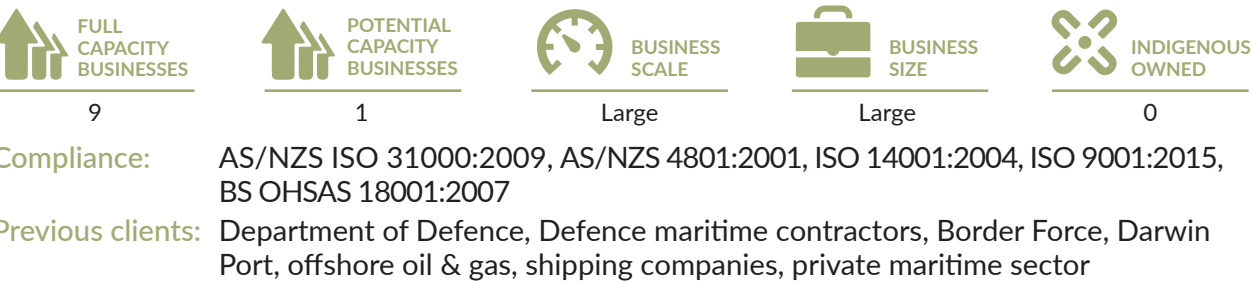 FULL
CAPACITY
BUSINESSES
9
POTENTIAL
CAPACITY
BUSINESSES
1
BUSINESS
SCALE
Large
BUSINESS
SIZE
Large
INDIGENOUS
OWNED
0
Compliance: AS/NZS ISO 31000:2009, AS/NZS 4801:2001, ISO 14001:2004, ISO 9001:2015,
BS OHSAS 18001:2007
Previous clients: Department of Defence, Defence maritime contractors, Border Force, Darwin
Port, offshore oil & gas, shipping companies, private maritime sector